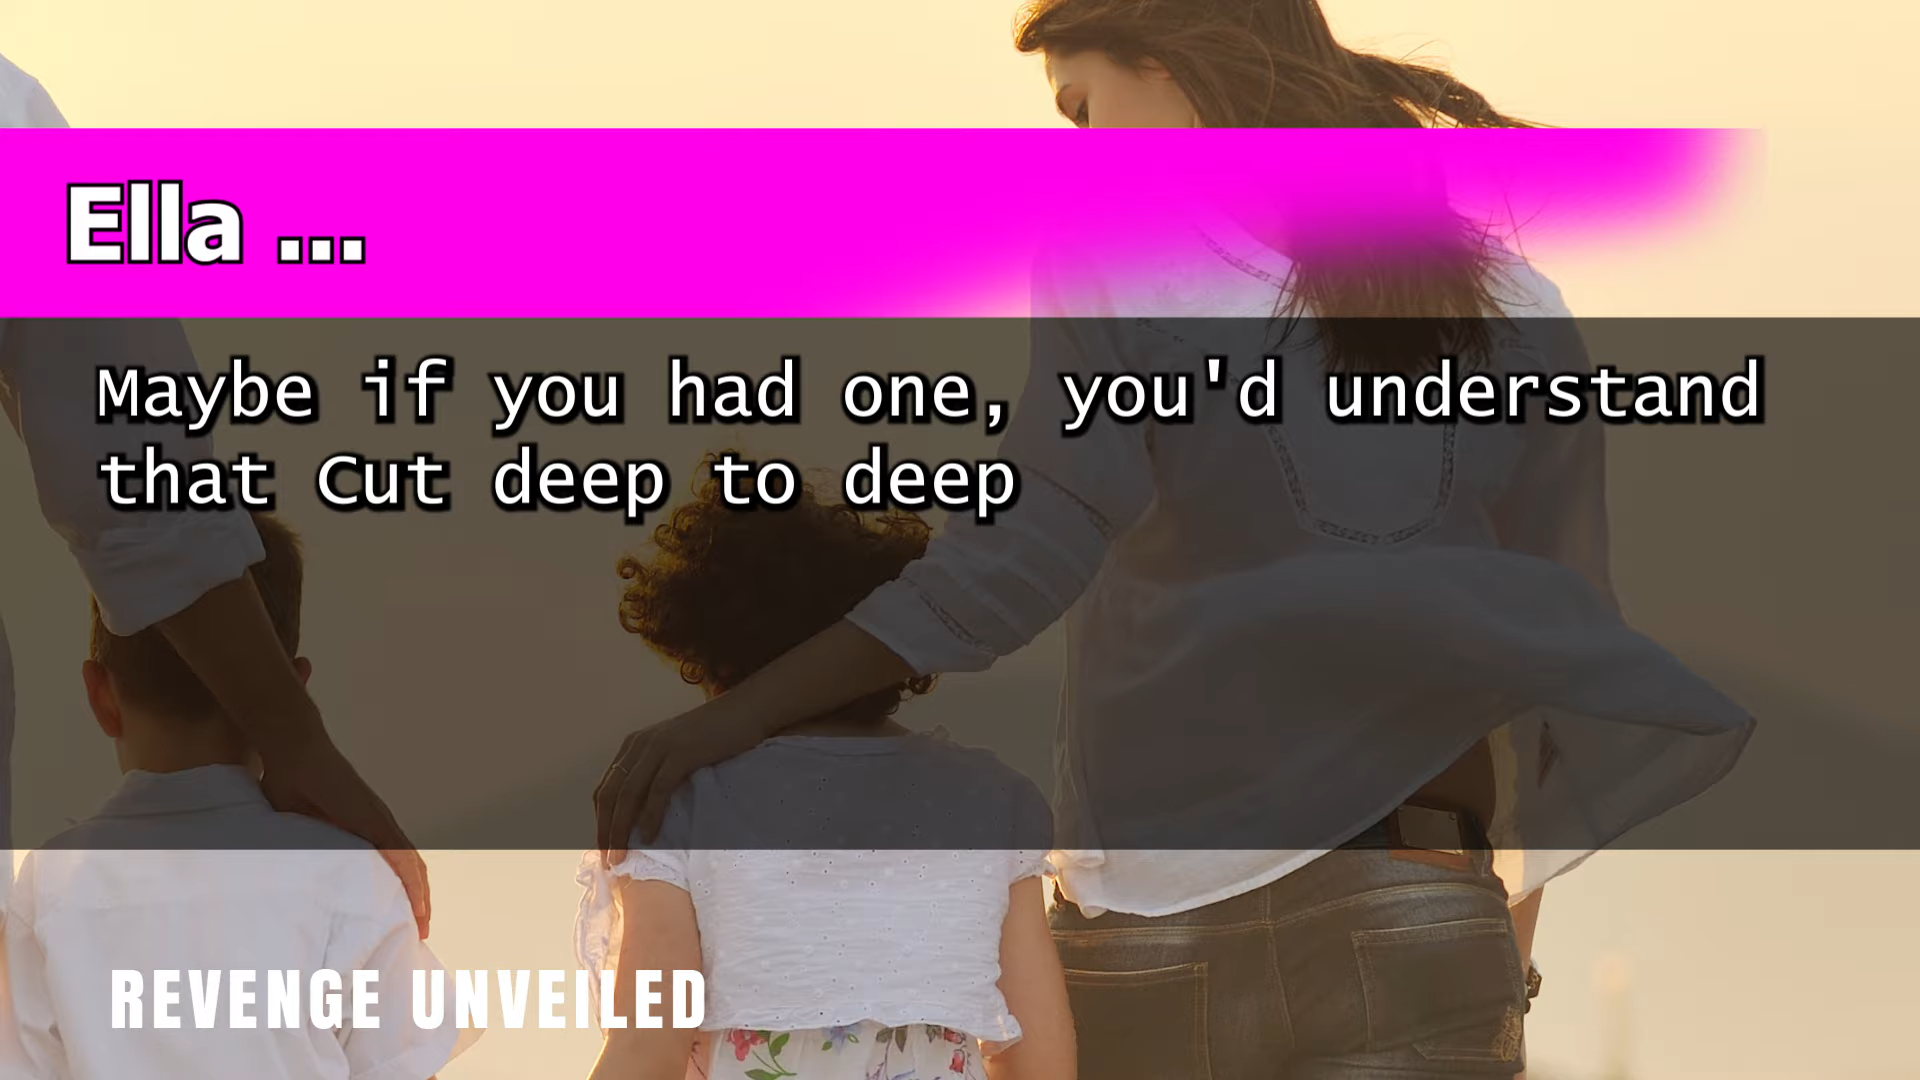 Ella ...
Maybe if you had one, you'd understand
that Cut deep to deep
REVENGE UNVEILED